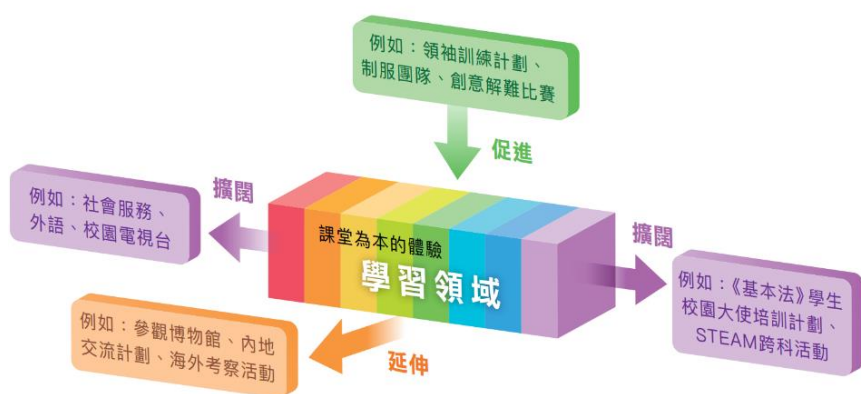 例如：領袖訓練計劃、
制服團隊、創意解難比賽
促進
擴闊
例如：社會服務、
外語、校園電視台
課堂為本的體驗
學習領域
擴闊
例如：《基本法》學生
校園大使培訓計劃、
STEAM跨科活動
例如：參觀博物館、內地
交流計劃、海外考察活動
延伸